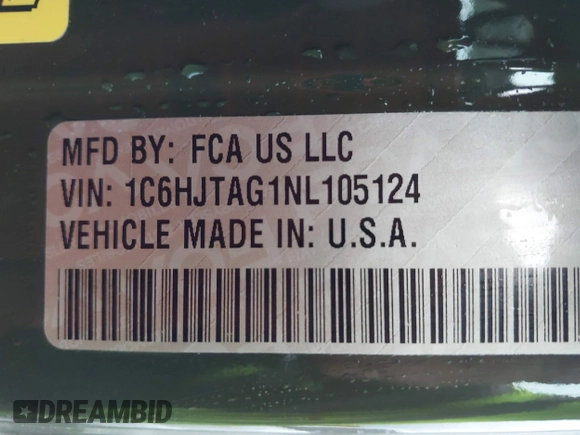 MFD BY: FCA US LLC
VIN: 1C6HJTAG1NL105124
VEHICLE MADE IN: U.S.A.
DREAMBID